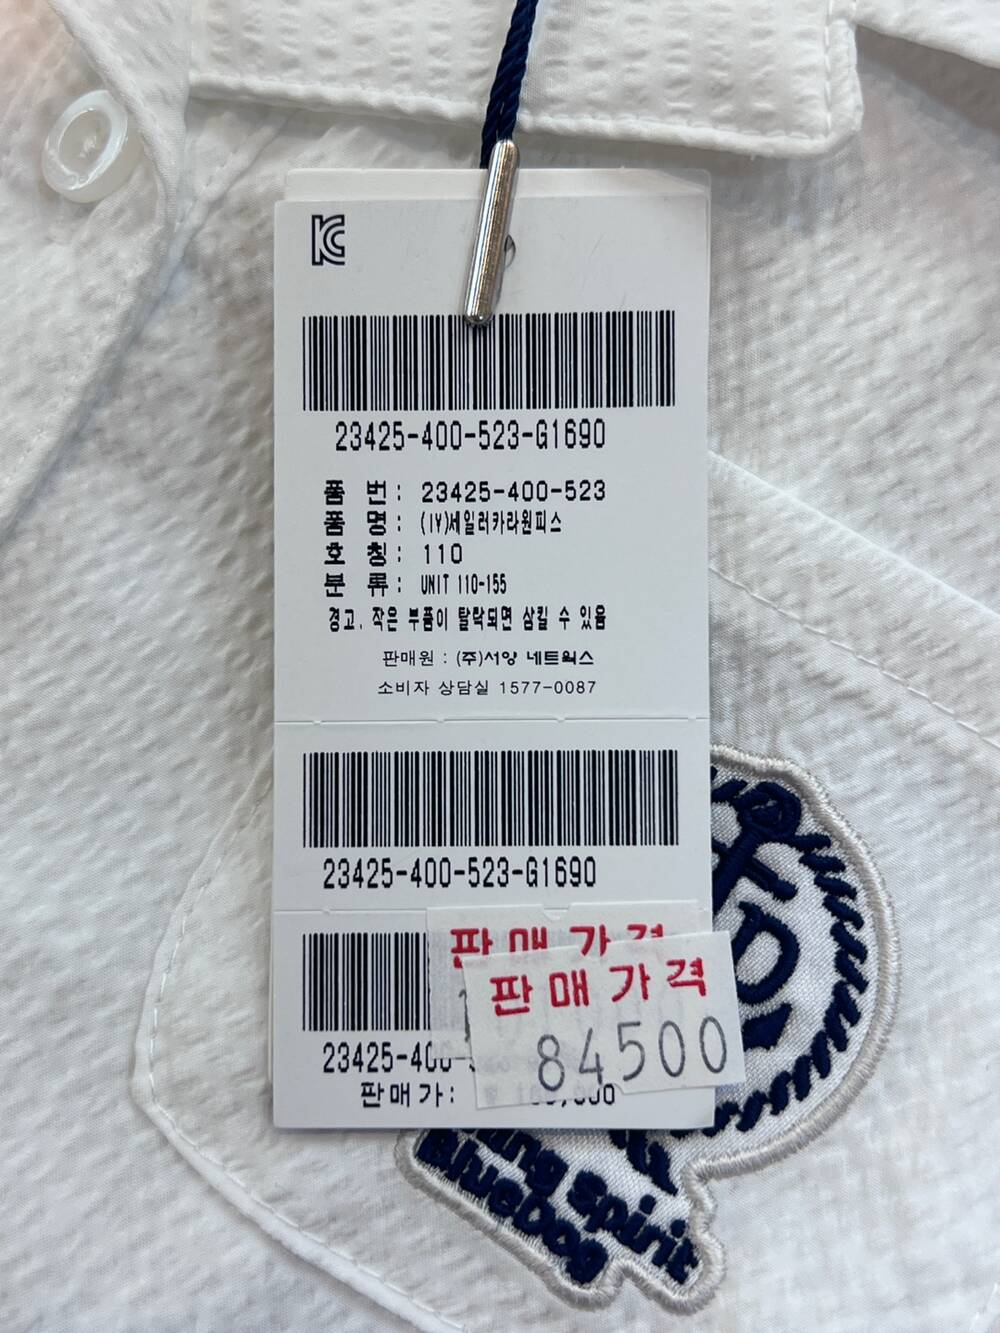 KC
23425-400-523-G1690
품 번: 23425-400-523
품 명: (IV)세일러카라원피스
호 칭: 110
분 류: UNIT 110-155
경고, 작은 부품이 탈락되면 삼킬 수 있음
판매원 : (주)서양 네트웍스
소비자 상담실 1577-0087
23425-400-523-G1690
판매가격
판매가격
84500
23425-400-
판매가:
Spirit
BlueDog